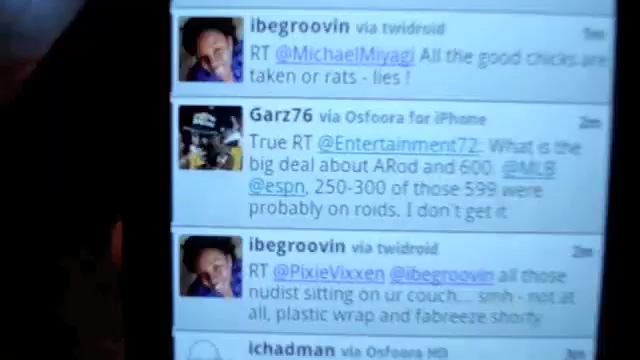 ibegroovin via twidroid 1m
RT @MichaelMiyagi All the good chicks are
taken or rats - lies !
Garz76 via Osfoora for iPhone 2m
True RT @Entertainment72: What is the
big deal about ARod and 600. @MLB
@espn, 250-300 of those 599 were
probably on roids. I don't get it
ibegroovin via twidroid 2m
RT @PixieVixxen @ibegroovin all those
nudist sitting on ur couch... smh - not at
all, plastic wrap and fabreeze shorty
ichadman via Osfoora HD